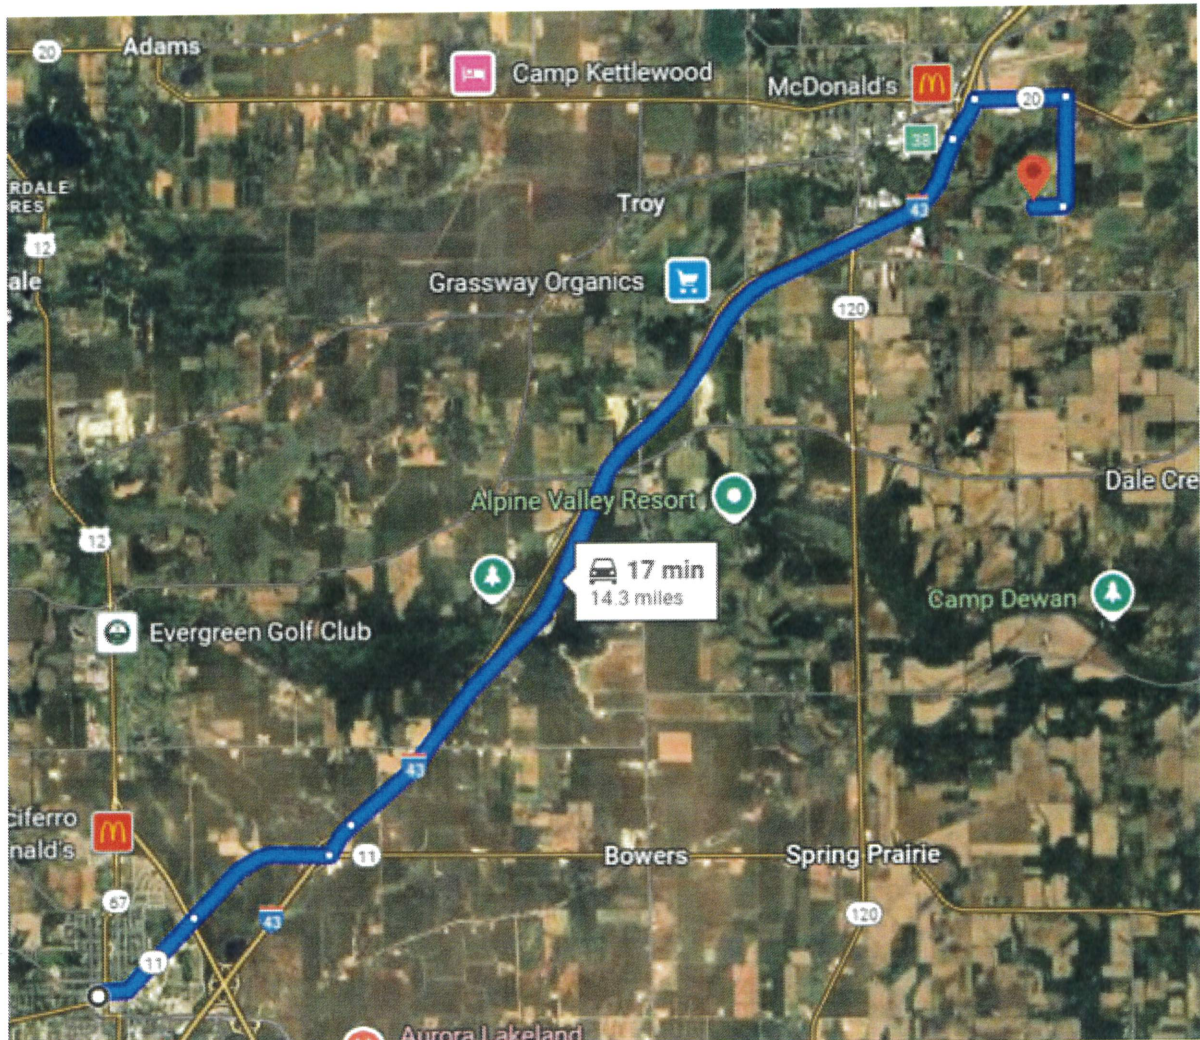 20
Adams
Camp Kettlewood
McDonald's
20
38
ERDALE
RES
12
Troy
43
ale
s
Grassway Organics
120
Alpine Valley Resort
Dale Cre
12
17 min
14.3 miles
Camp Dewan
Evergreen Golf Club
43
ciferro
nald's
11
Bowers
Spring Prairie
67
43
120
11
Aurora Lakeland